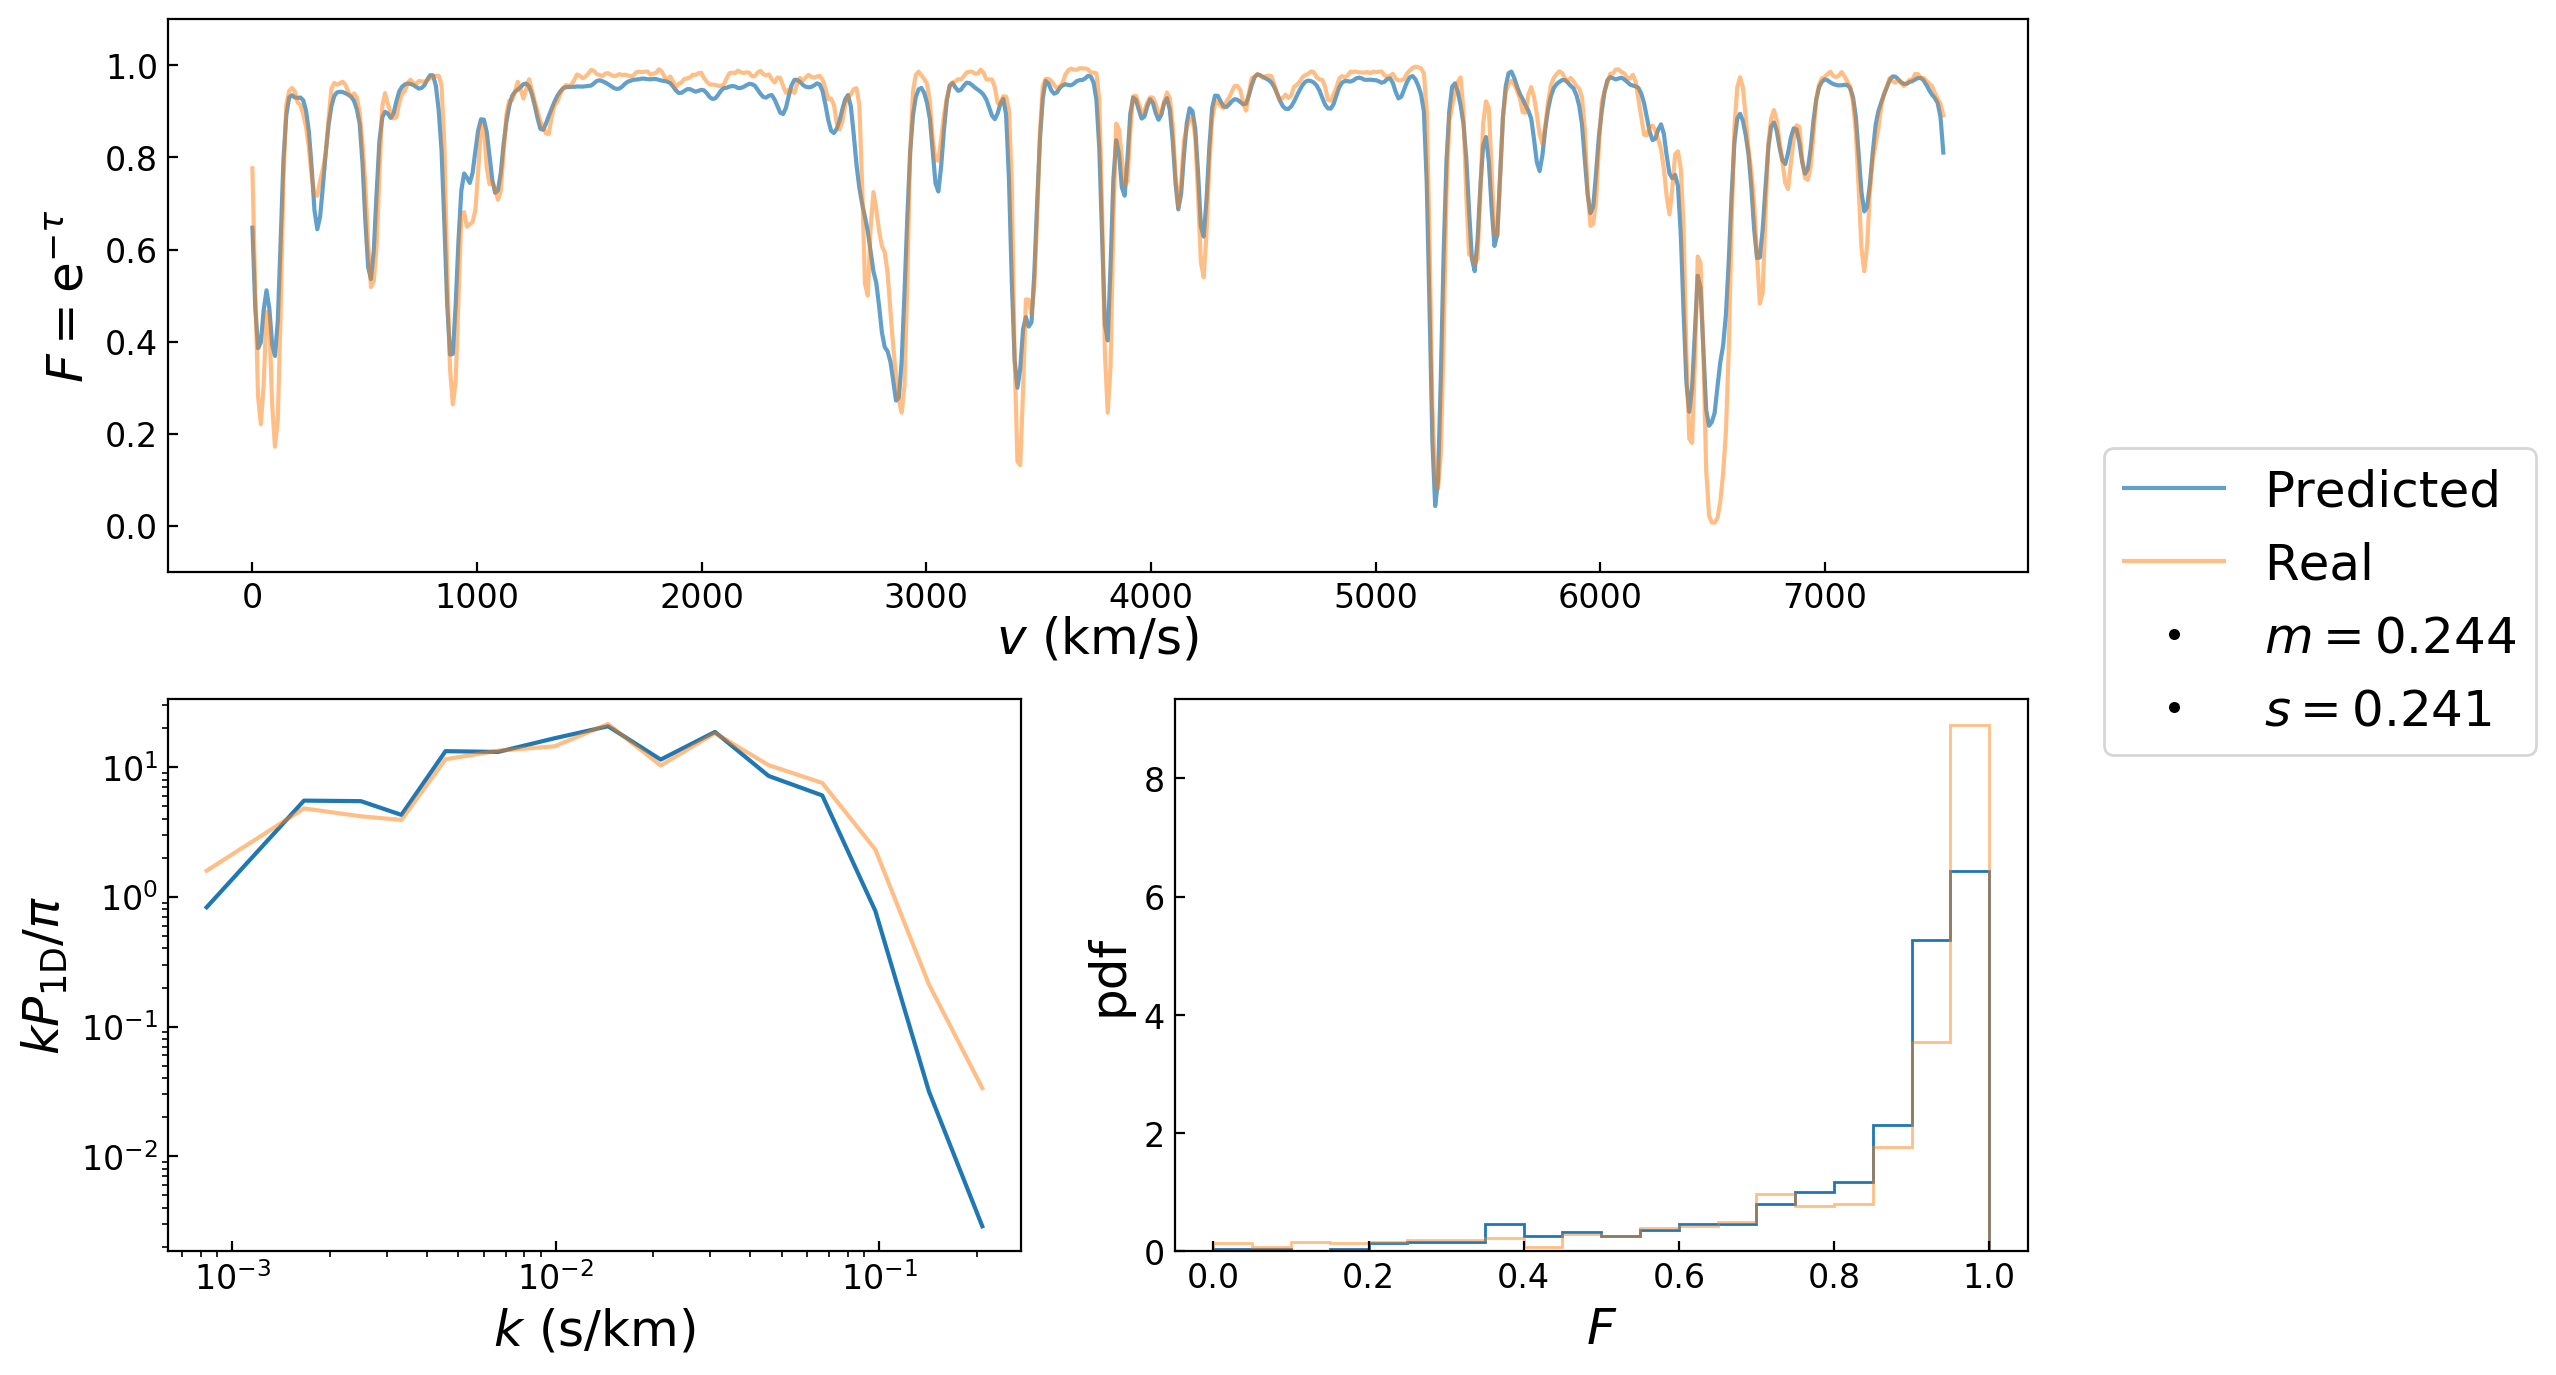 1.0
0.8
0.6
0.4
0.2
0.0
F = e^{-τ}
0 1000 2000 3000 4000 5000 6000 7000
v (km/s)
Predicted
Real
m = 0.244
s = 0.241
10^1
10^0
10^{-1}
10^{-2}
kP_{1D}/π
10^{-3} 10^{-2} 10^{-1}
k (s/km)
8
6
4
2
0
pdf
0.0 0.2 0.4 0.6 0.8 1.0
F